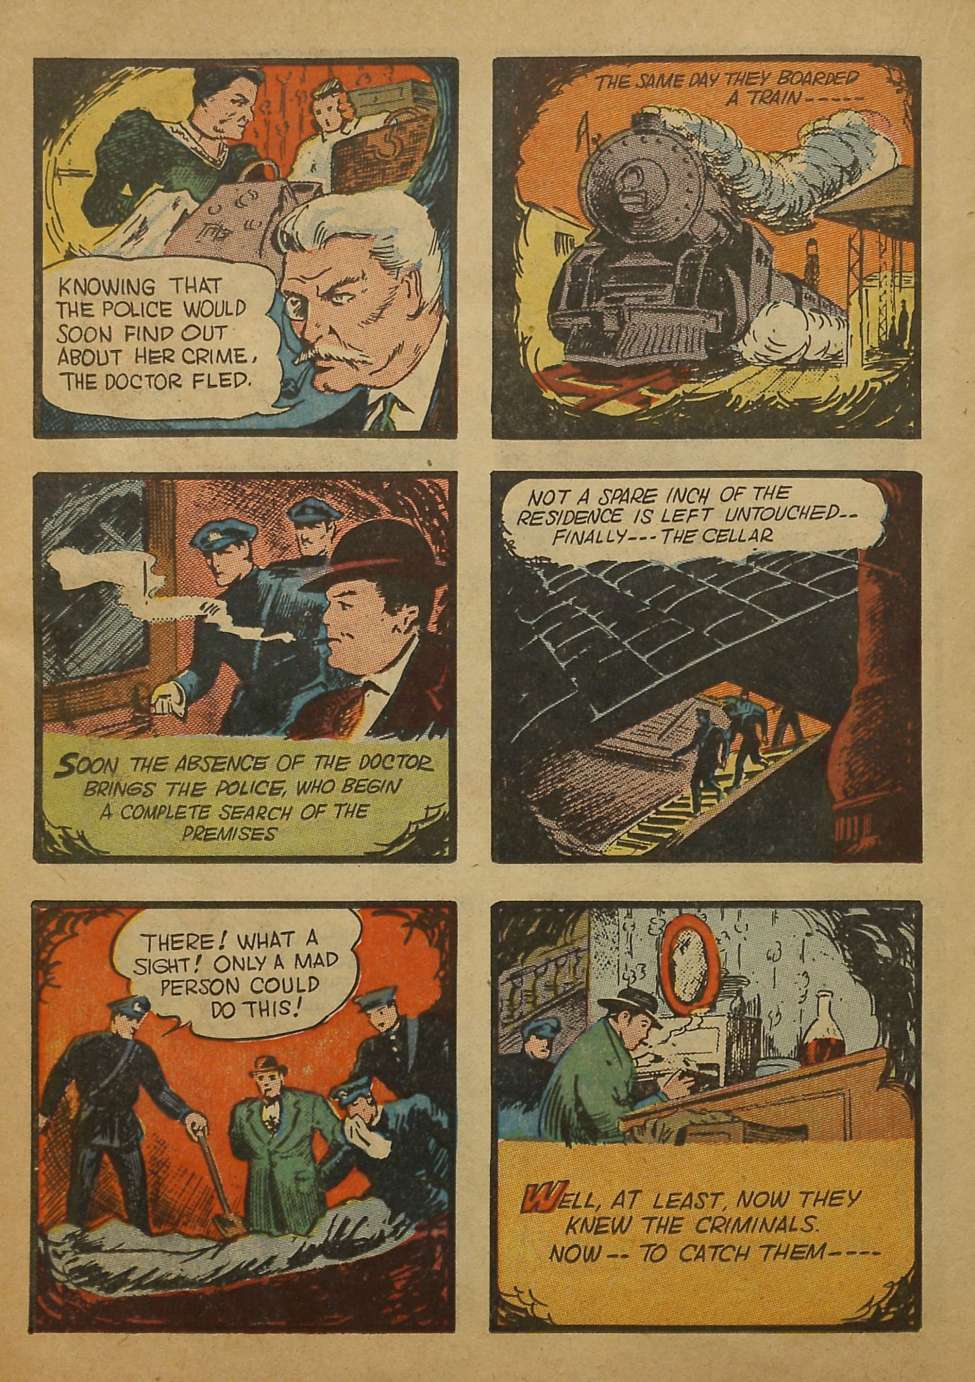 KNOWING THAT
THE POLICE WOULD
SOON FIND OUT
ABOUT HER CRIME,
THE DOCTOR FLED.
THE SAME DAY THEY BOARDED
A TRAIN-----
SOON THE ABSENCE OF THE DOCTOR
BRINGS THE POLICE, WHO BEGIN
A COMPLETE SEARCH OF THE
PREMISES
NOT A SPARE INCH OF THE
RESIDENCE IS LEFT UNTOUCHED--
FINALLY--- THE CELLAR
THERE! WHAT A
SIGHT! ONLY A MAD
PERSON COULD
DO THIS!
WELL, AT LEAST, NOW THEY
KNEW THE CRIMINALS.
NOW -- TO CATCH THEM----